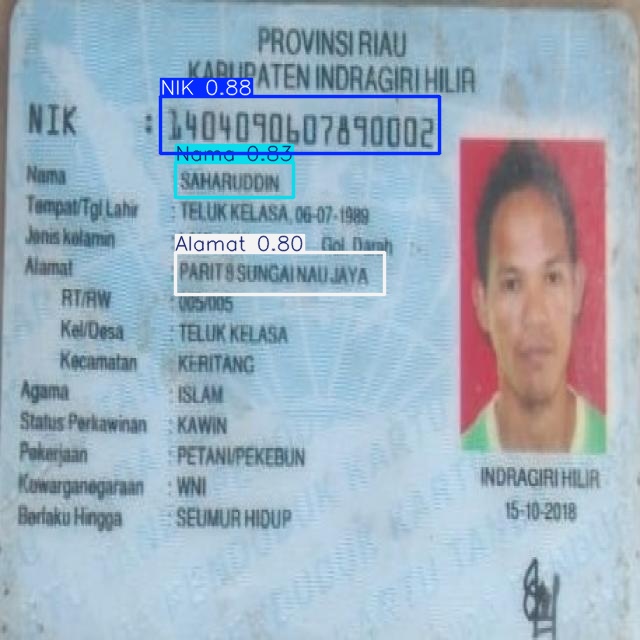 PROVINSI RIAU
KABUPATEN INDRAGIRI HILIR
NIK 0.88
NIK : 1404090607890002
Nama 0.83
Nama SAHARUDDIN
Tempat/Tgl Lahir : TELUK KELASA, 06-07-1989
Jenis kelamin Gol. Darah : -
Alamat 0.80
Alamat PARIT 8 SUNGAI NAU JAYA
RT/RW : 005/005
Kel/Desa : TELUK KELASA
Kecamatan : KERITANG
Agama : ISLAM
Status Perkawinan : KAWIN
Pekerjaan : PETANI/PEKEBUN
Kewarganegaraan : WNI
Berlaku Hingga : SEUMUR HIDUP
INDRAGIRI HILIR
15-10-2018